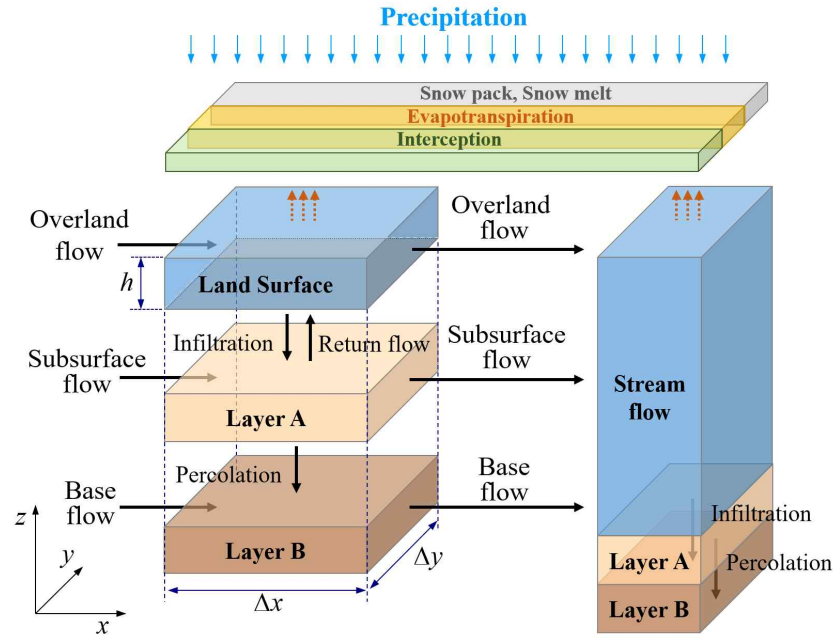 Precipitation
Snow pack, Snow melt
Evapotranspiration
Interception
Overland
flow
Overland
flow
h
Land Surface
Infiltration
Return flow
Subsurface
flow
Subsurface
flow
Layer A
Stream
flow
Percolation
Base
flow
Base
flow
Layer B
Infiltration
Layer A
Percolation
Layer B
z
y
x
Δx
Δy